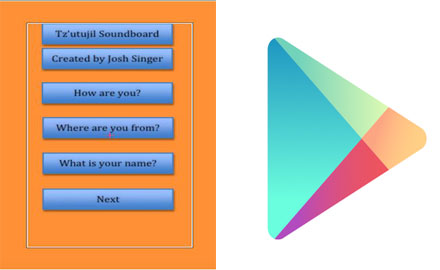 Tz'utujil Soundboard
Created by Josh Singer
How are you?
Where are you from?
What is your name?
Next